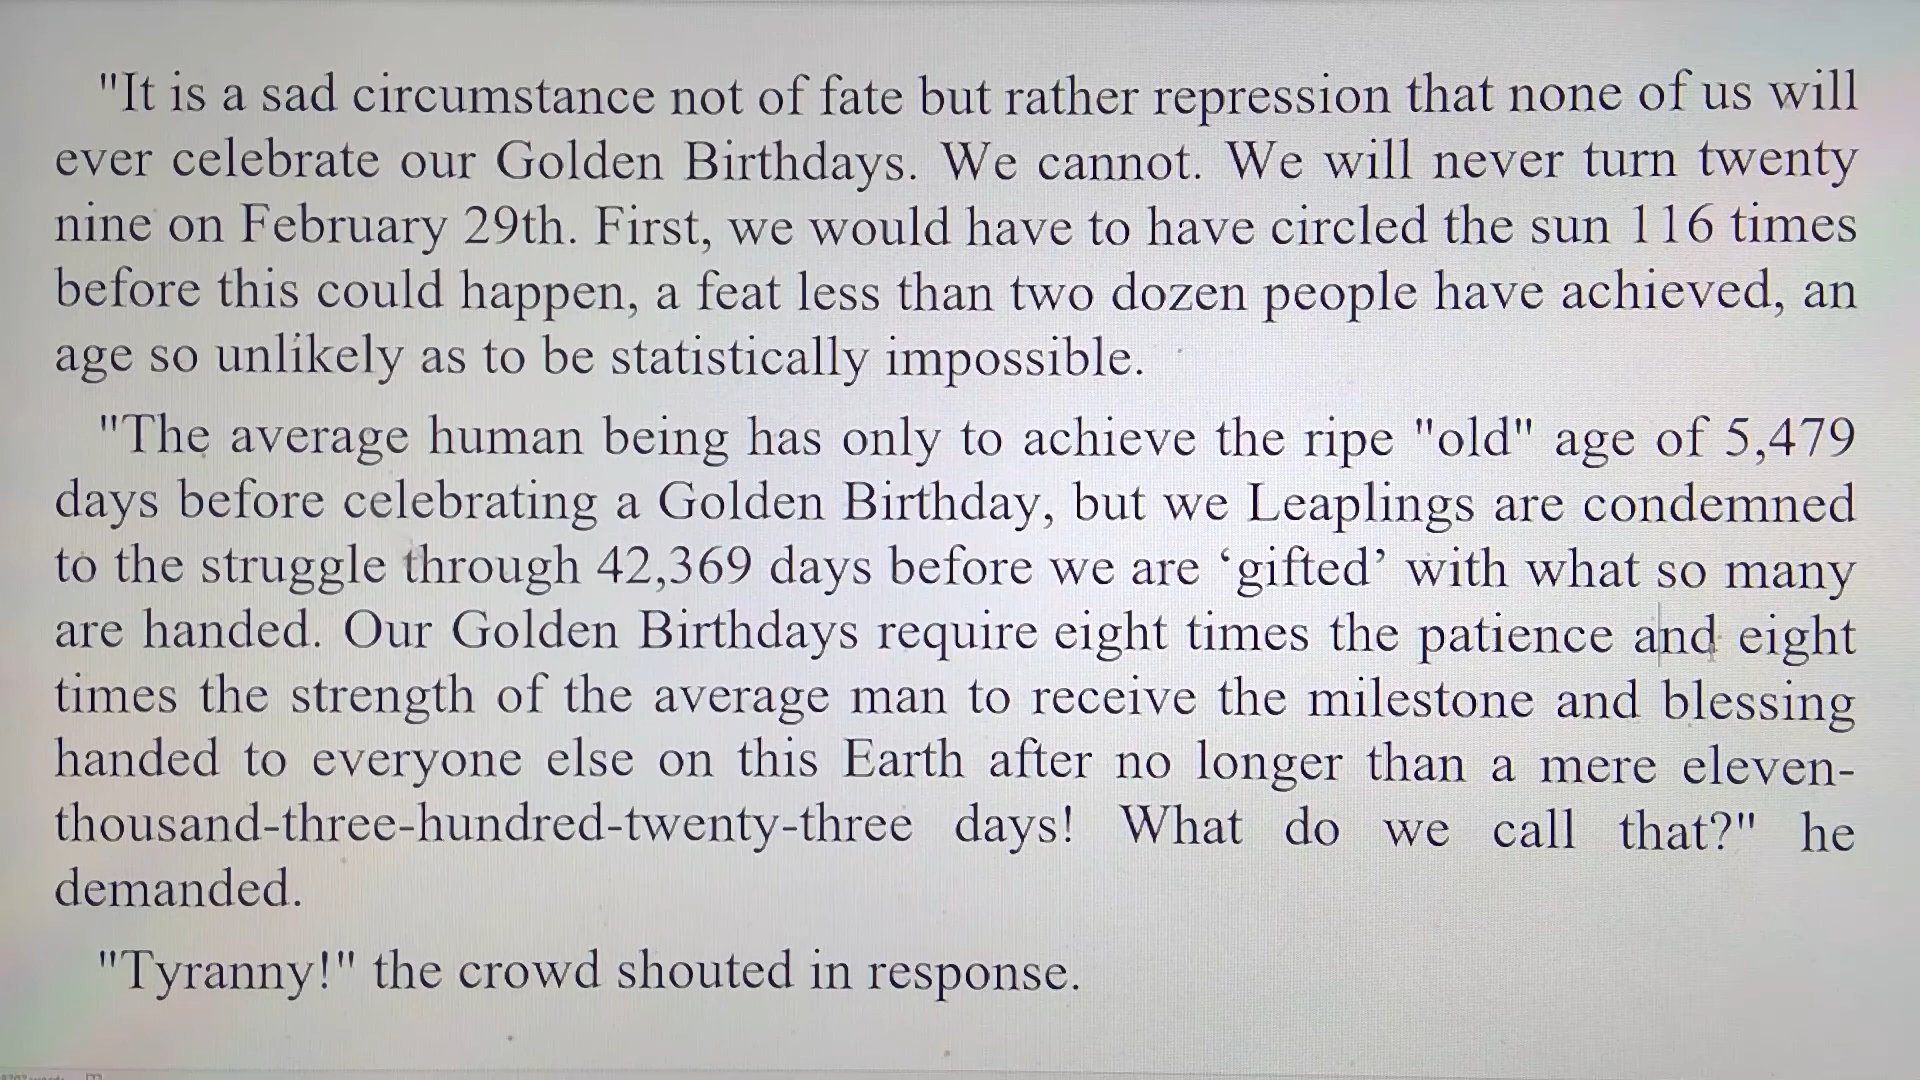 "It is a sad circumstance not of fate but rather repression that none of us will
ever celebrate our Golden Birthdays. We cannot. We will never turn twenty
nine on February 29th. First, we would have to have circled the sun 116 times
before this could happen, a feat less than two dozen people have achieved, an
age so unlikely as to be statistically impossible.
"The average human being has only to achieve the ripe "old" age of 5,479
days before celebrating a Golden Birthday, but we Leaplings are condemned
to the struggle through 42,369 days before we are ‘gifted’ with what so many
are handed. Our Golden Birthdays require eight times the patience and eight
times the strength of the average man to receive the milestone and blessing
handed to everyone else on this Earth after no longer than a mere eleven-
thousand-three-hundred-twenty-three days! What do we call that?" he
demanded.
"Tyranny!" the crowd shouted in response.